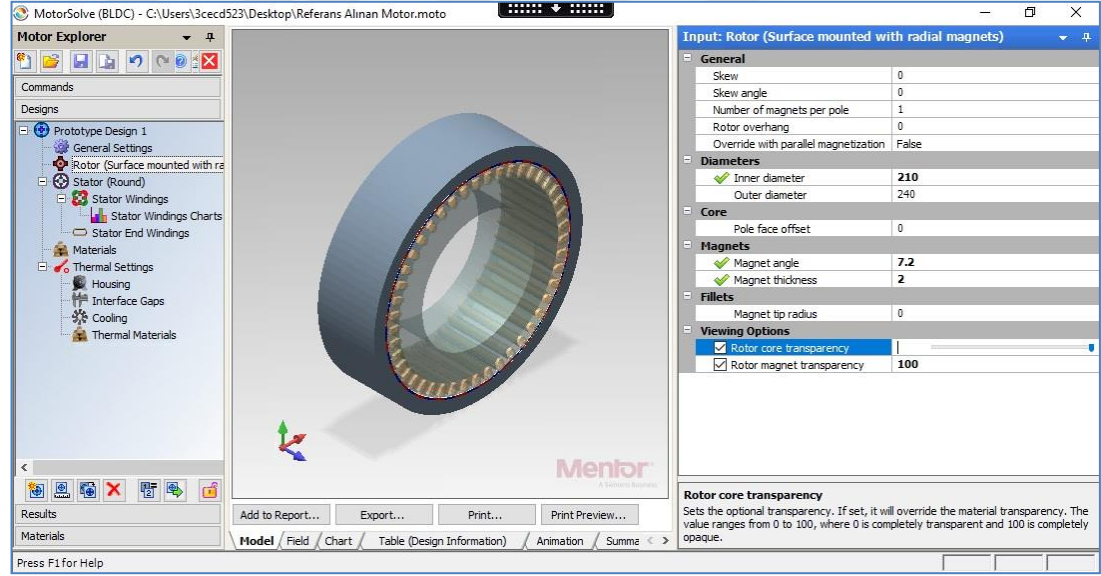 MotorSolve (BLDC) - C:\Users\3cecd523\Desktop\Referans Alınan Motor.moto
Motor Explorer
Commands
Designs
Prototype Design 1
General Settings
Rotor (Surface mounted with ra
Stator (Round)
Stator Windings
Stator Windings Charts
Stator End Windings
Materials
Thermal Settings
Housing
Interface Gaps
Cooling
Thermal Materials
Results
Materials
Mentor
A Siemens Business
Add to Report... Export... Print... Print Preview...
Model Field Chart Table (Design Information) Animation Summa
Input: Rotor (Surface mounted with radial magnets)
General
Skew 0
Skew angle 0
Number of magnets per pole 1
Rotor overhang 0
Override with parallel magnetization False
Diameters
Inner diameter 210
Outer diameter 240
Core
Pole face offset 0
Magnets
Magnet angle 7.2
Magnet thickness 2
Fillets
Magnet tip radius 0
Viewing Options
Rotor core transparency
Rotor magnet transparency 100
Rotor core transparency
Sets the optional transparency. If set, it will override the material transparency. The
value ranges from 0 to 100, where 0 is completely transparent and 100 is completely
opaque.
Press F1 for Help